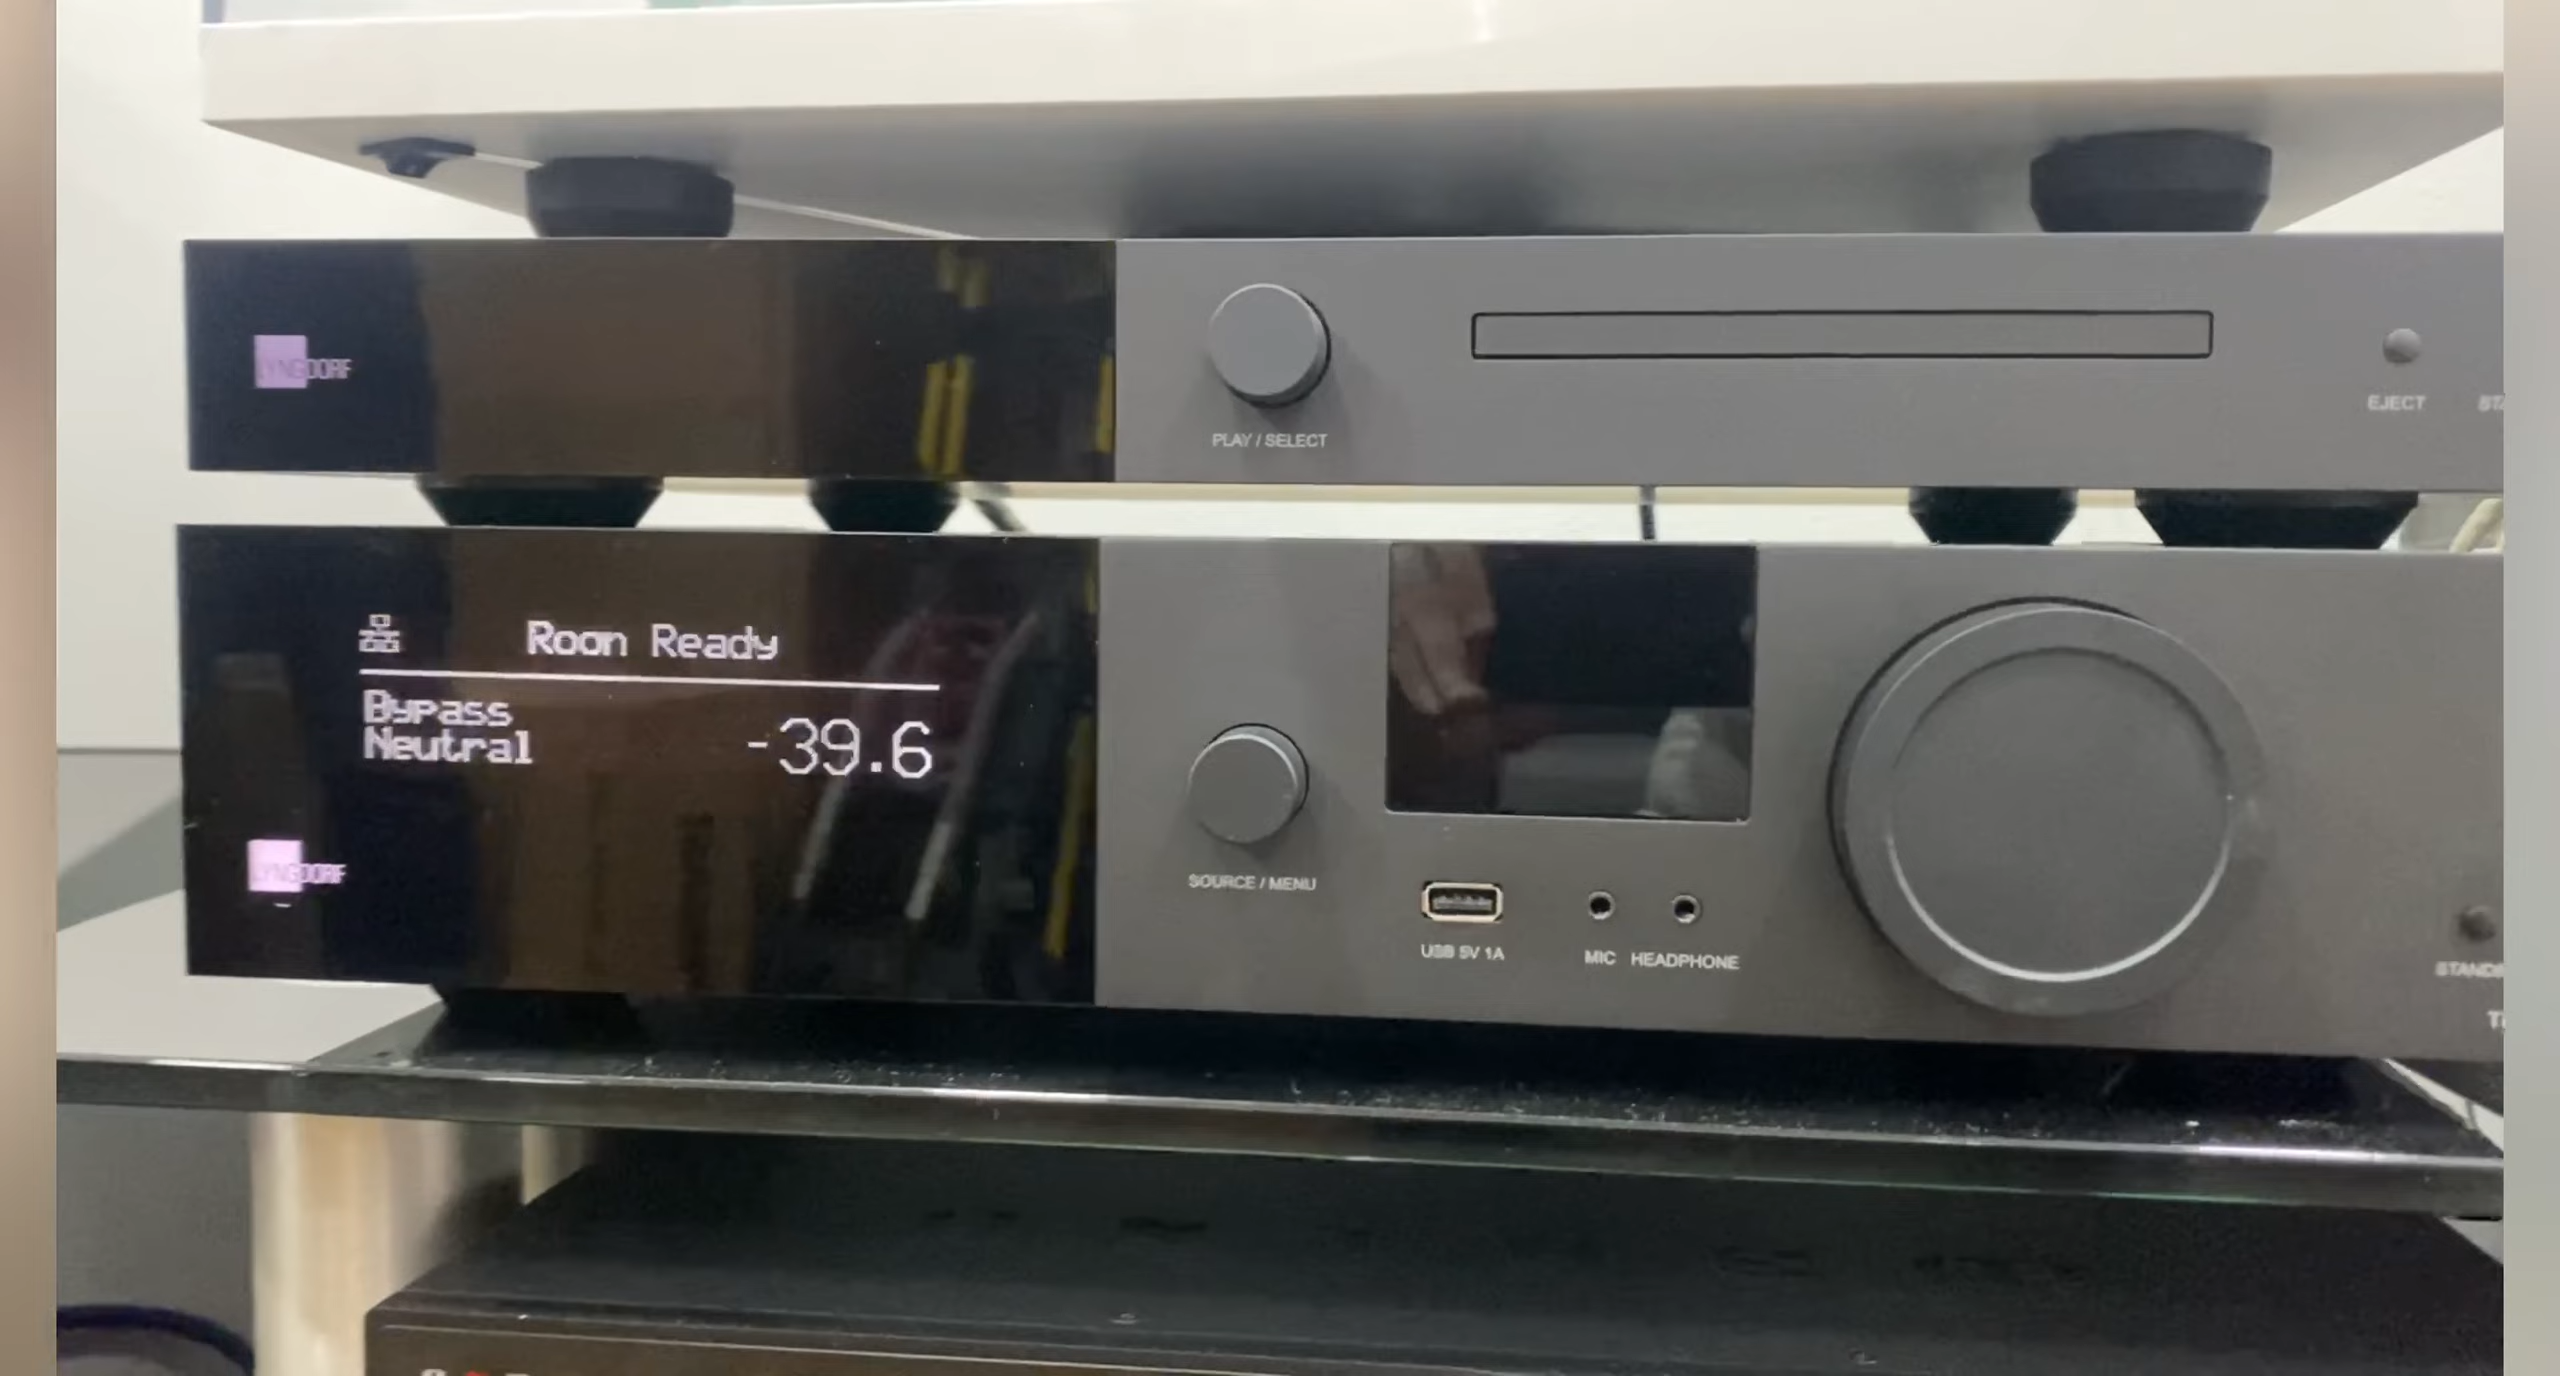 LYNGDORF
PLAY / SELECT
EJECT
Roon Ready
Bypass
Neutral
-39.6
LYNGDORF
SOURCE / MENU
USB 5V 1A
MIC
HEADPHONE